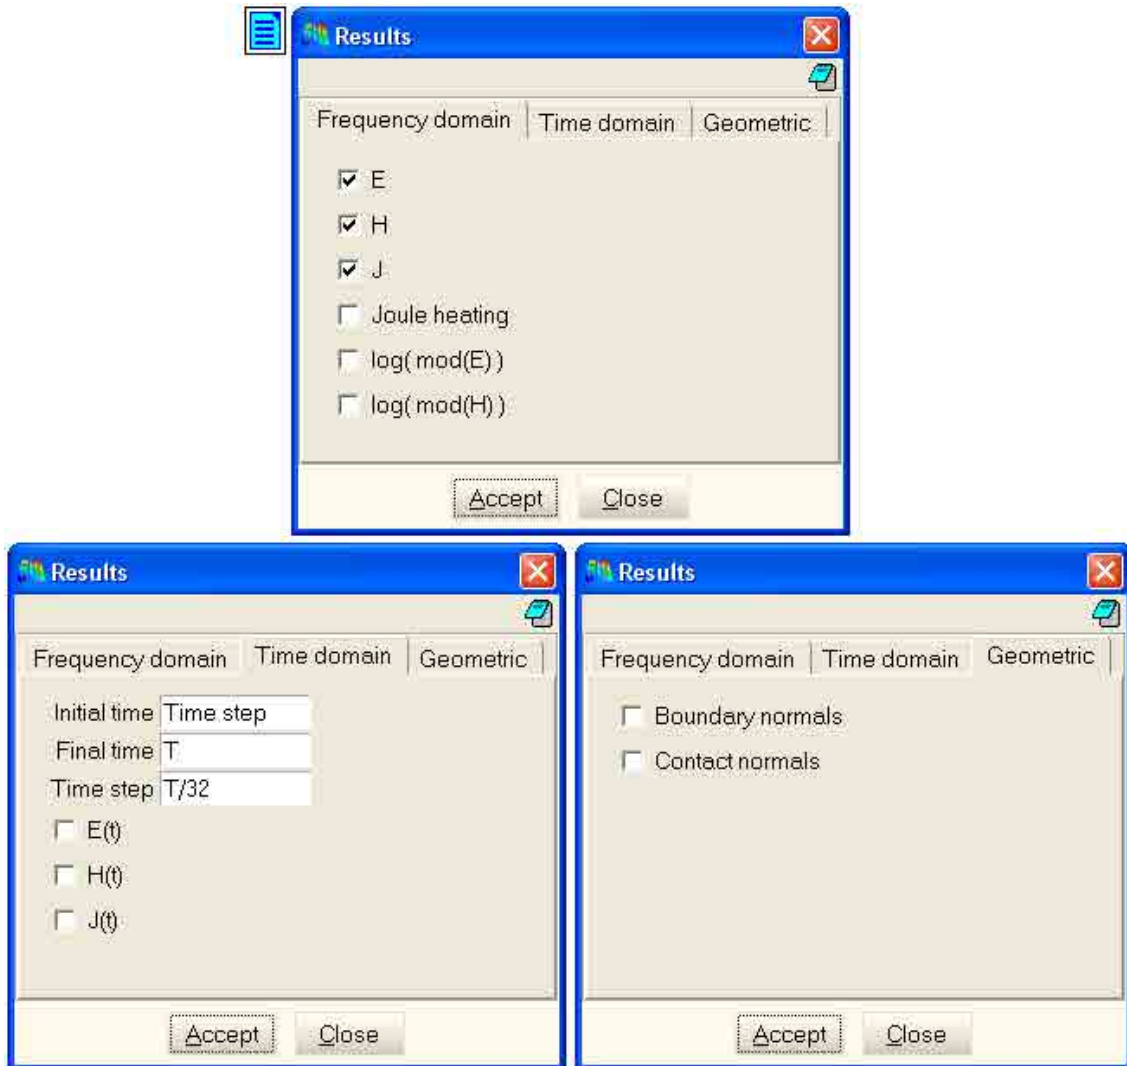 Results
Frequency domain Time domain Geometric
E
H
J
Joule heating
log( mod(E) )
log( mod(H) )
Accept Close
Results
Frequency domain Time domain Geometric
Initial time Time step
Final time T
Time step T/32
E(t)
H(t)
J(t)
Accept Close
Results
Frequency domain Time domain Geometric
Boundary normals
Contact normals
Accept Close